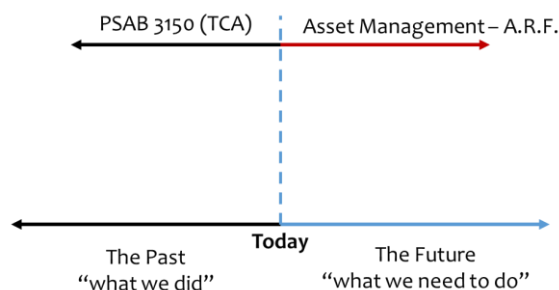 PSAB 3150 (TCA)
Asset Management – A.R.F.
Today
The Past
“what we did”
The Future
“what we need to do”